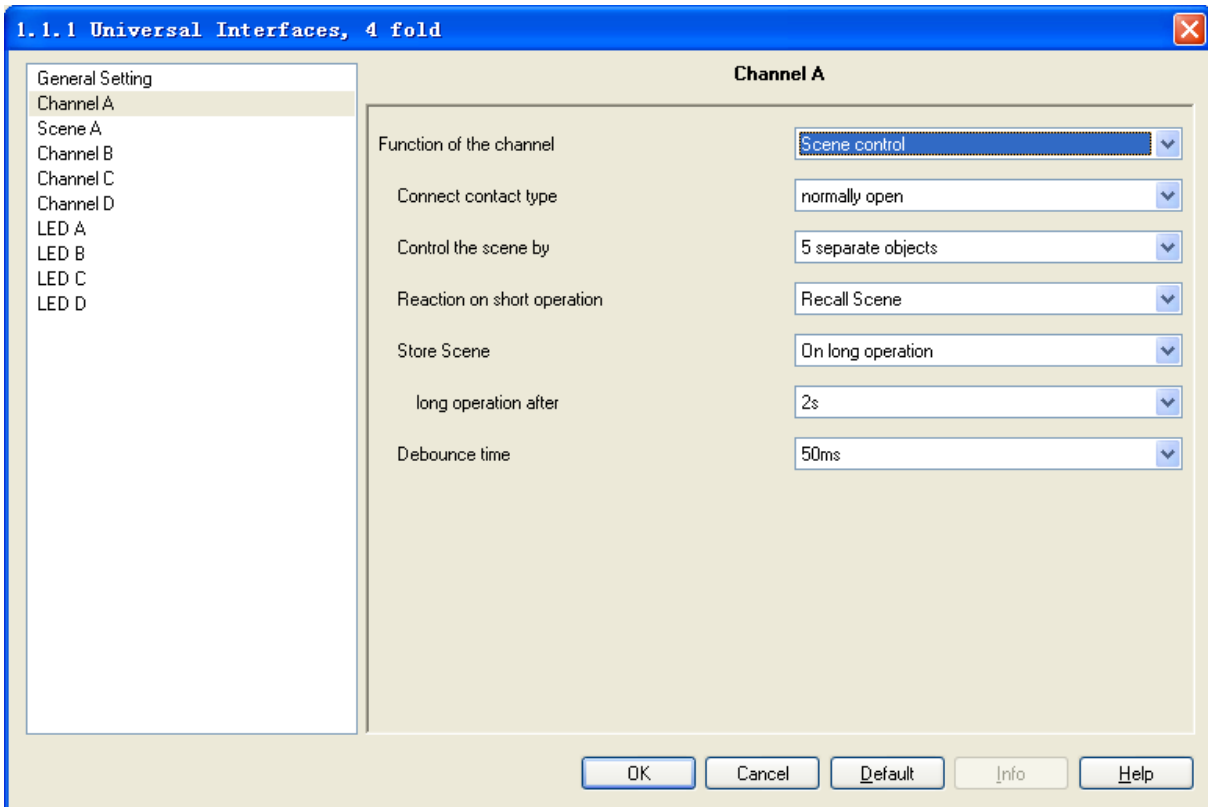 1.1.1 Universal Interfaces, 4 fold
General Setting
Channel A
Scene A
Channel B
Channel C
Channel D
LED A
LED B
LED C
LED D
Channel A
Function of the channel Scene control
Connect contact type normally open
Control the scene by 5 separate objects
Reaction on short operation Recall Scene
Store Scene On long operation
long operation after 2s
Debounce time 50ms
OK Cancel Default Info Help